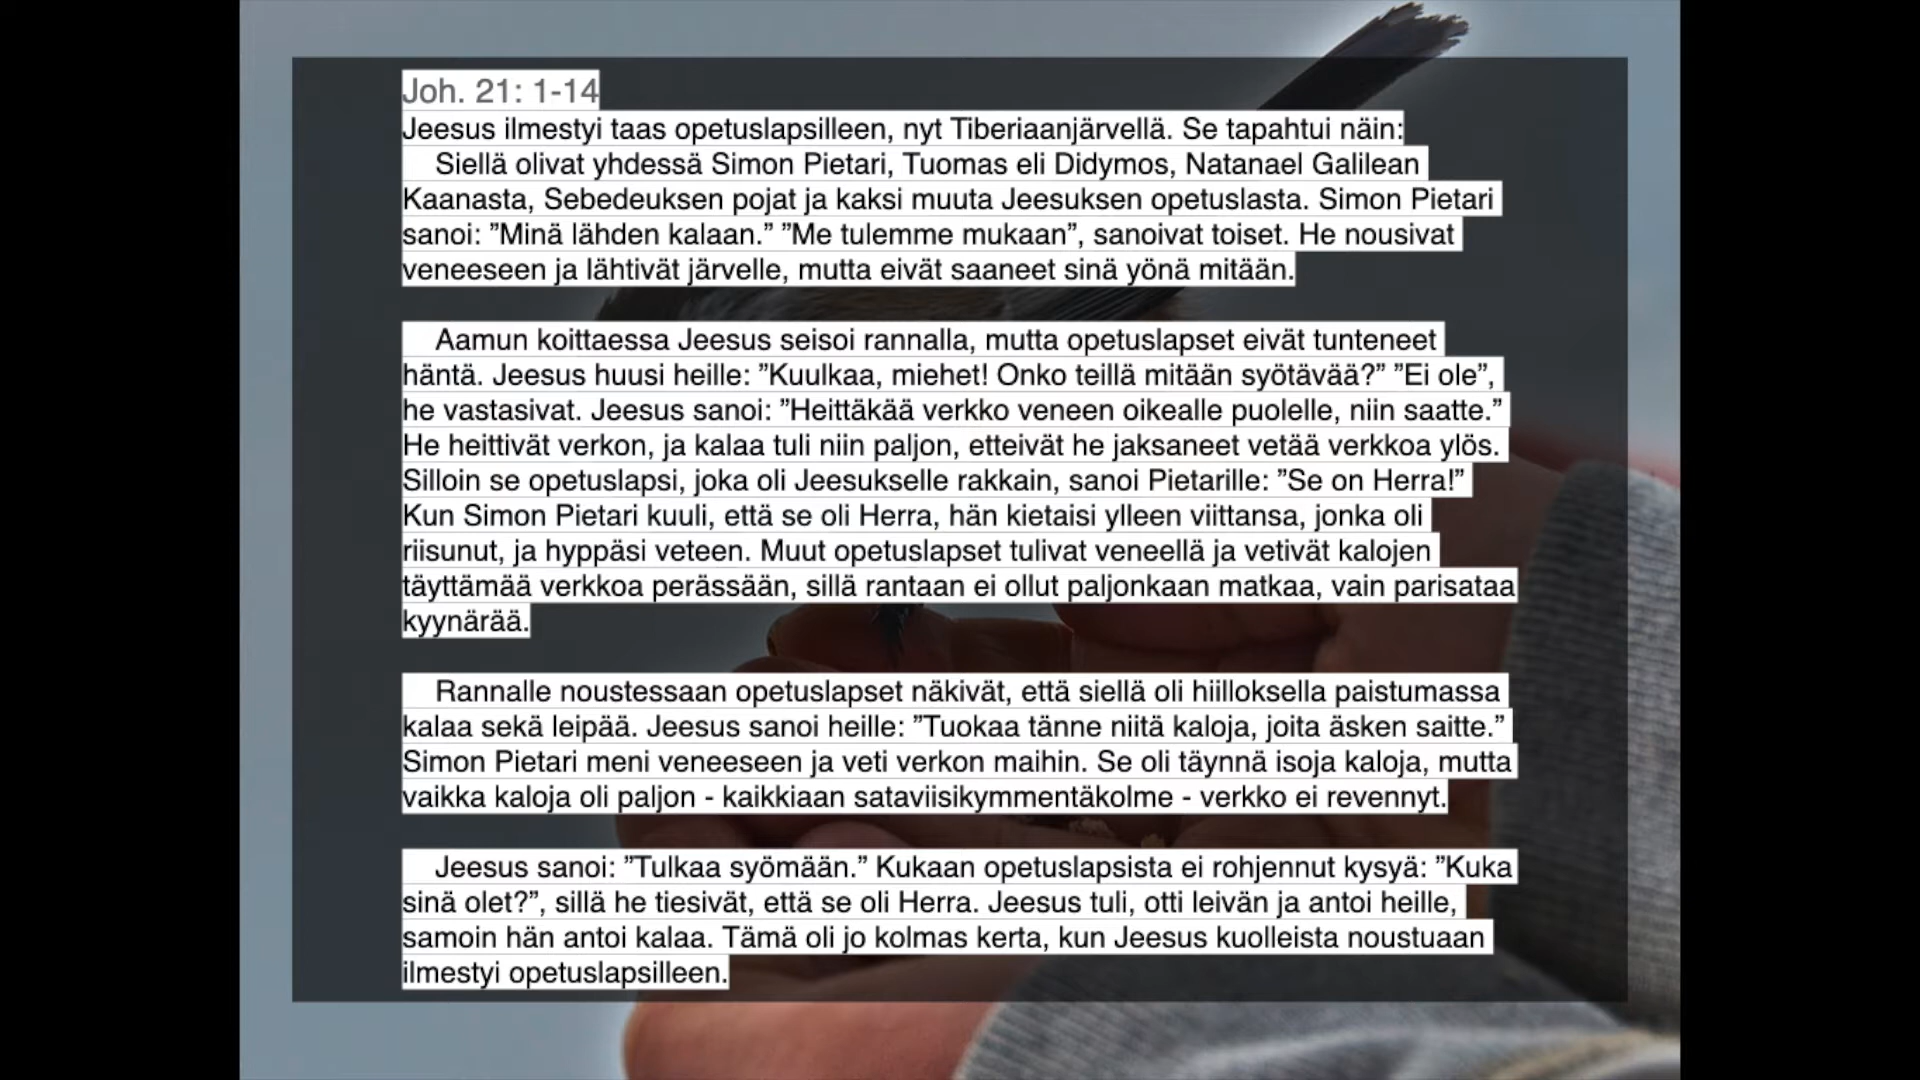 Joh. 21: 1-14
Jeesus ilmestyi taas opetuslapsilleen, nyt Tiberiaanjärvellä. Se tapahtui näin:
Siellä olivat yhdessä Simon Pietari, Tuomas eli Didymos, Natanael Galilean
Kaanasta, Sebedeuksen pojat ja kaksi muuta Jeesuksen opetuslasta. Simon Pietari
sanoi: ”Minä lähden kalaan.” ”Me tulemme mukaan”, sanoivat toiset. He nousivat
veneeseen ja lähtivät järvelle, mutta eivät saaneet sinä yönä mitään.
Aamun koittaessa Jeesus seisoi rannalla, mutta opetuslapset eivät tunteneet
häntä. Jeesus huusi heille: ”Kuulkaa, miehet! Onko teillä mitään syötävää?” ”Ei ole”,
he vastasivat. Jeesus sanoi: ”Heittäkää verkko veneen oikealle puolelle, niin saatte.”
He heittivät verkon, ja kalaa tuli niin paljon, etteivät he jaksaneet vetää verkkoa ylös.
Silloin se opetuslapsi, joka oli Jeesukselle rakkain, sanoi Pietarille: ”Se on Herra!”
Kun Simon Pietari kuuli, että se oli Herra, hän kietaisi ylleen viittansa, jonka oli
riisunut, ja hyppäsi veteen. Muut opetuslapset tulivat veneellä ja vetivät kalojen
täyttämää verkkoa perässään, sillä rantaan ei ollut paljonkaan matkaa, vain parisataa
kyynärää.
Rannalle noustessaan opetuslapset näkivät, että siellä oli hiilloksella paistumassa
kalaa sekä leipää. Jeesus sanoi heille: ”Tuokaa tänne niitä kaloja, joita äsken saitte.”
Simon Pietari meni veneeseen ja veti verkon maihin. Se oli täynnä isoja kaloja, mutta
vaikka kaloja oli paljon - kaikkiaan sataviisikymmentäkolme - verkko ei revennyt.
Jeesus sanoi: ”Tulkaa syömään.” Kukaan opetuslapsista ei rohjennut kysyä: ”Kuka
sinä olet?”, sillä he tiesivät, että se oli Herra. Jeesus tuli, otti leivän ja antoi heille,
samoin hän antoi kalaa. Tämä oli jo kolmas kerta, kun Jeesus kuolleista noustuaan
ilmestyi opetuslapsilleen.